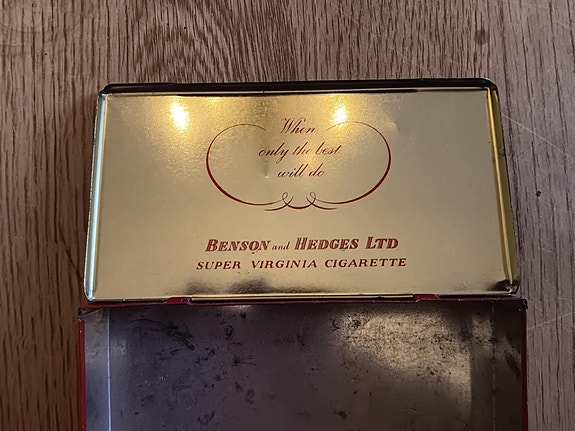 When
only the best
will do
BENSON and HEDGES LTD
SUPER VIRGINIA CIGARETTE